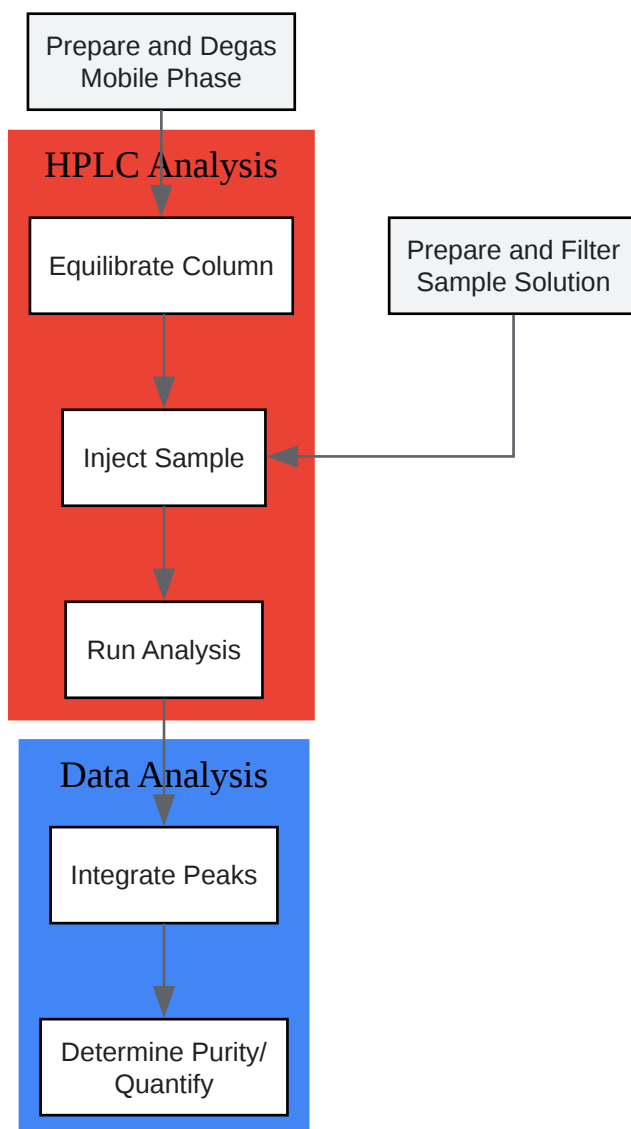 Prepare and Degas
Mobile Phase
HPLC Analysis
Equilibrate Column
Prepare and Filter
Sample Solution
Inject Sample
Run Analysis
Data Analysis
Integrate Peaks
Determine Purity/
Quantify